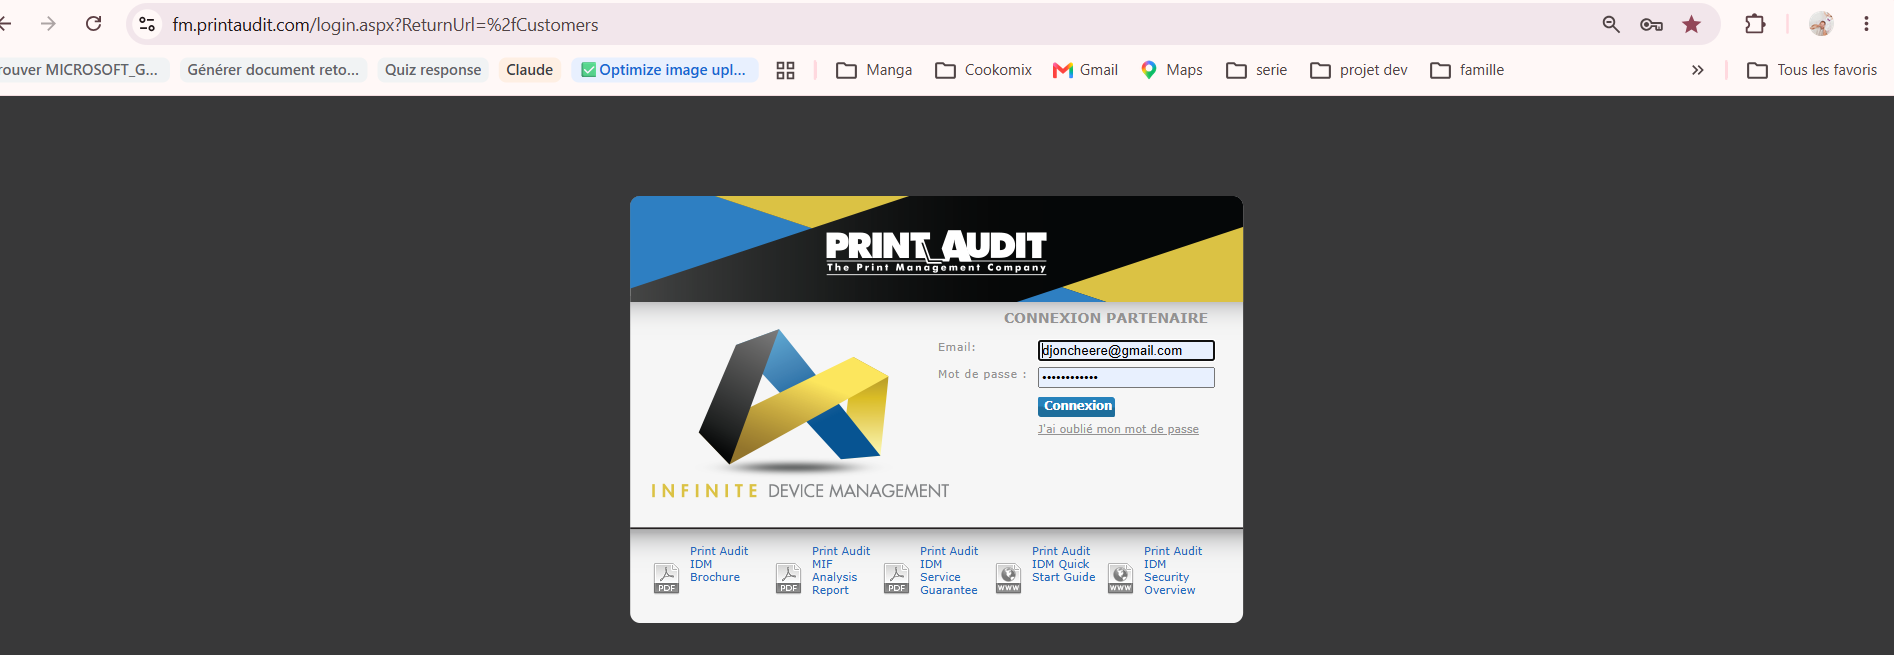 fm.printaudit.com/login.aspx?ReturnUrl=%2fCustomers
rouver MICROSOFT_G... Générer document reto... Quiz response Claude Optimize image upl... Manga Cookomix Gmail Maps serie projet dev famille » Tous les favoris
PRINT AUDIT
The Print Management Company
CONNEXION PARTENAIRE
Email: djoncheere@gmail.com
Mot de passe : ••••••••••••
Connexion
J'ai oublié mon mot de passe
INFINITE DEVICE MANAGEMENT
Print Audit
IDM
Brochure
PDF
Print Audit
MIF
Analysis
Report
PDF
Print Audit
IDM
Service
Guarantee
PDF
Print Audit
IDM Quick
Start Guide
WWW
Print Audit
IDM
Security
Overview
WWW